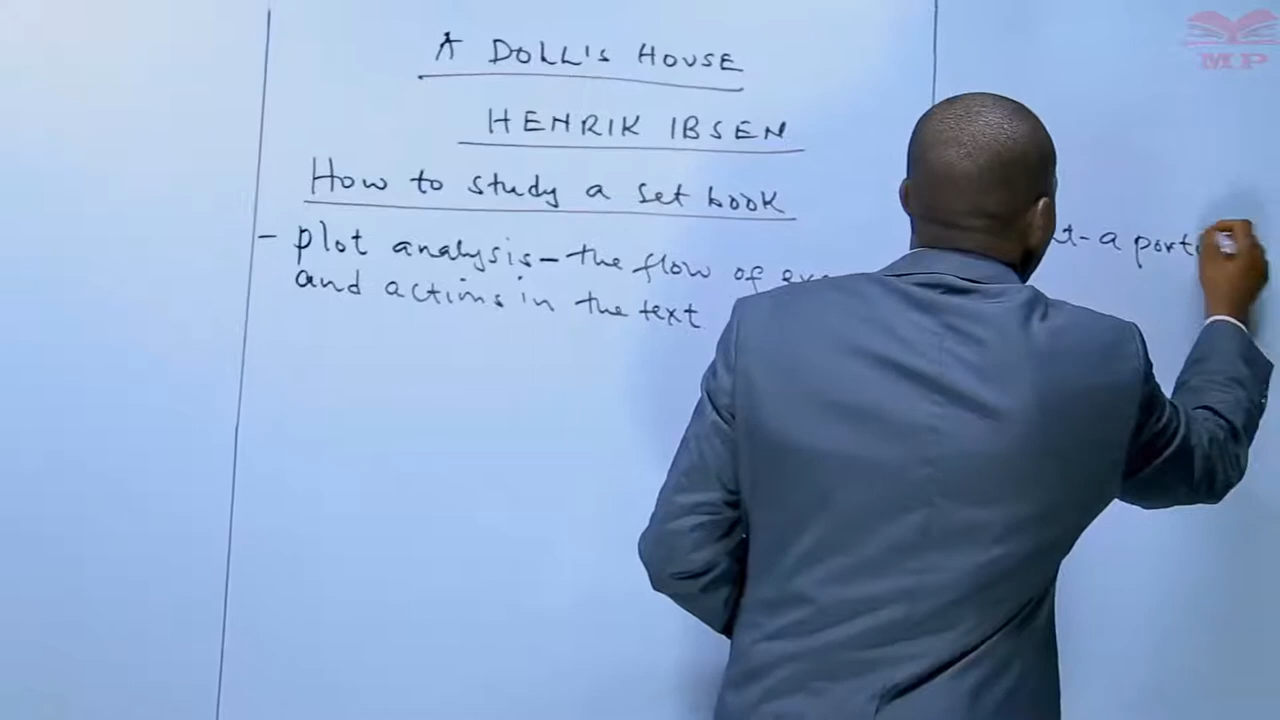 A DOLL'S HOUSE
HENRIK IBSEN
How to study a set book
- plot analysis - the flow of
and actions in the text
- a
MP